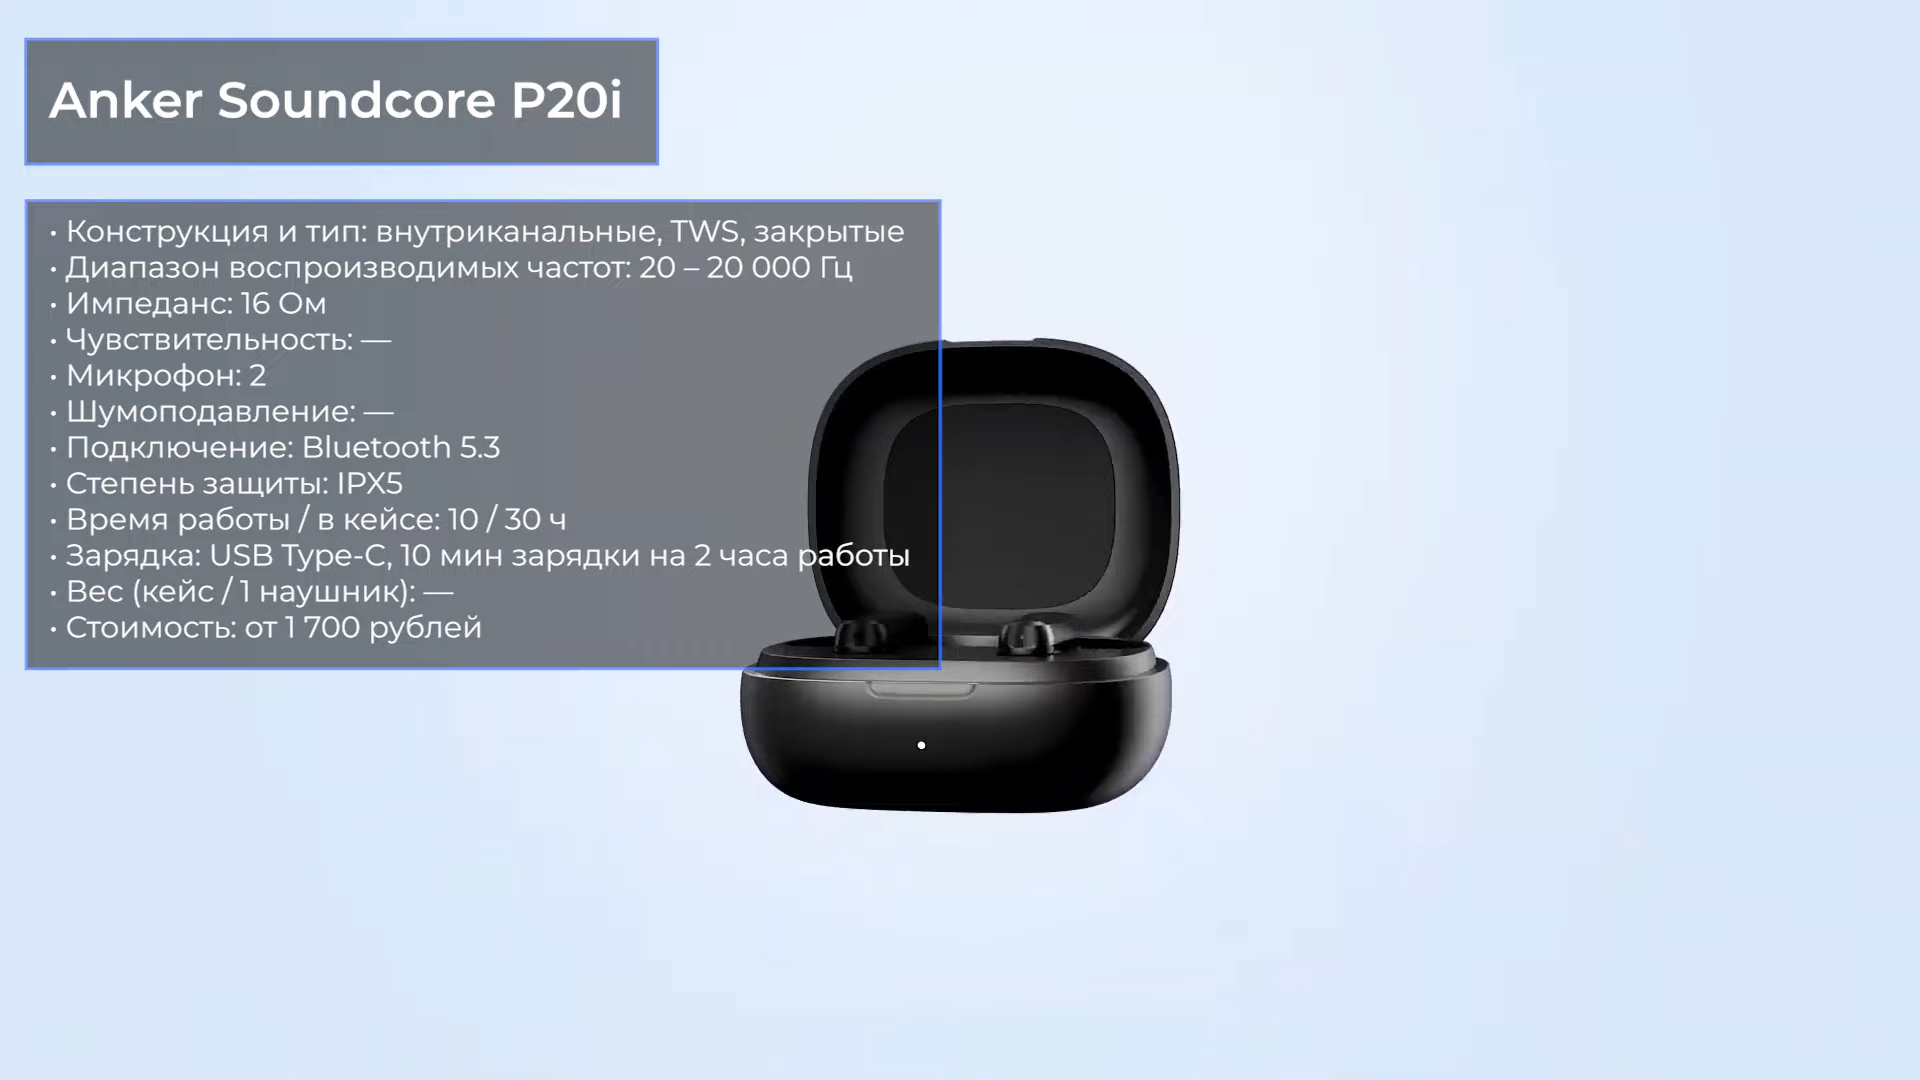 Anker Soundcore P20i
• Конструкция и тип: внутриканальные, TWS, закрытые
• Диапазон воспроизводимых частот: 20 – 20 000 Гц
• Импеданс: 16 Ом
• Чувствительность: —
• Микрофон: 2
• Шумоподавление: —
• Подключение: Bluetooth 5.3
• Степень защиты: IPX5
• Время работы / в кейсе: 10 / 30 ч
• Зарядка: USB Type-C, 10 мин зарядки на 2 часа работы
• Вес (кейс / 1 наушник): —
• Стоимость: от 1 700 рублей